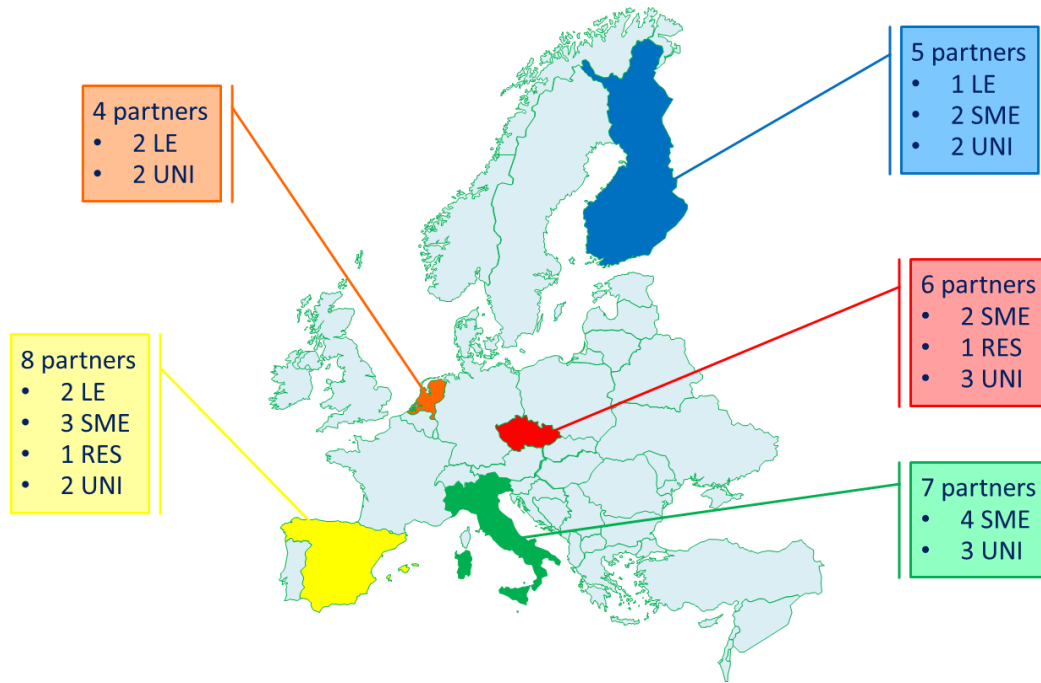 4 partners
• 2 LE
• 2 UNI
5 partners
• 1 LE
• 2 SME
• 2 UNI
8 partners
• 2 LE
• 3 SME
• 1 RES
• 2 UNI
6 partners
• 2 SME
• 1 RES
• 3 UNI
7 partners
• 4 SME
• 3 UNI